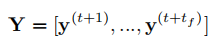 Y = [y^(t+1), ..., y^(t+t_f)]